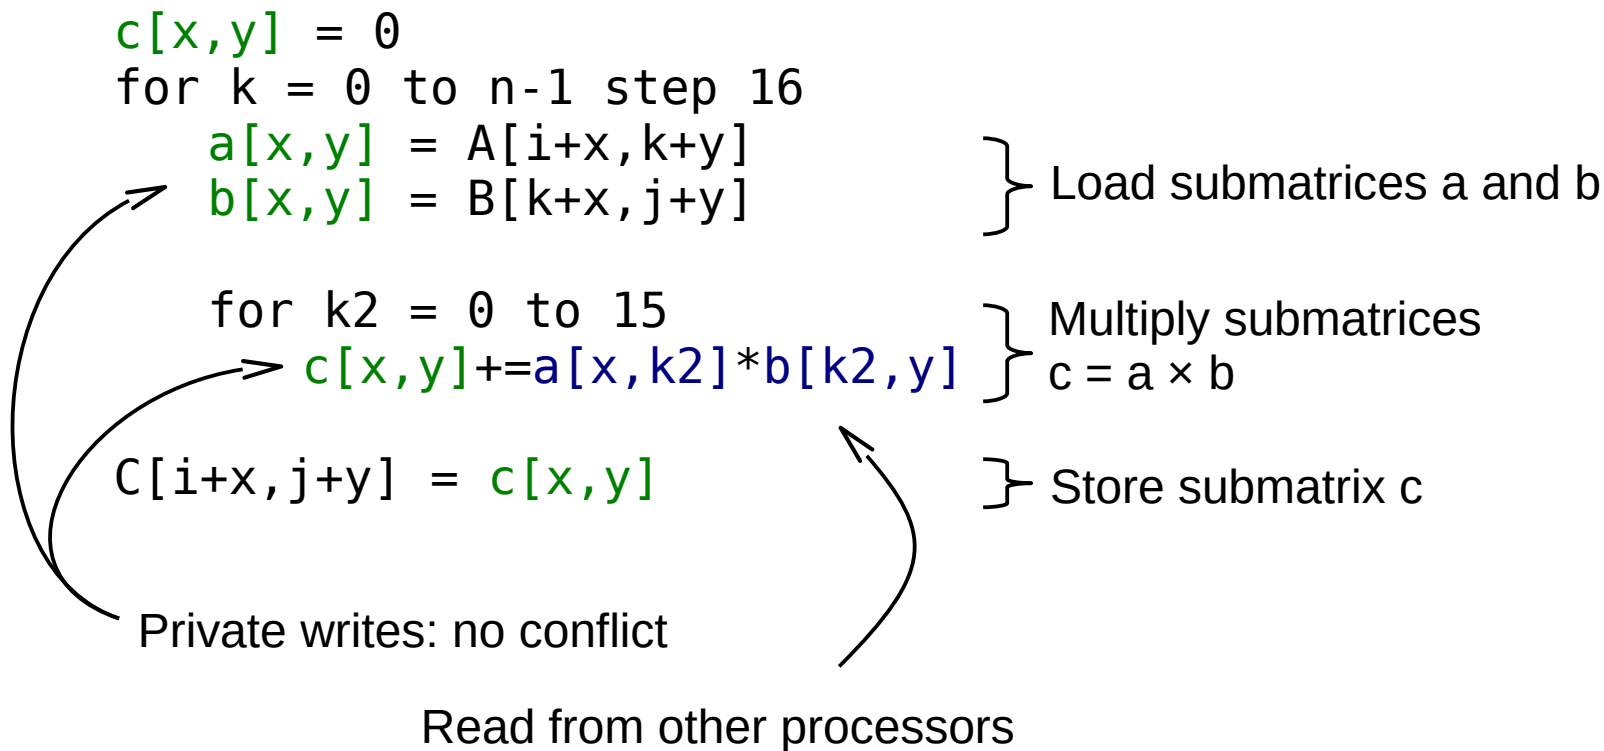 c[x,y] = 0
for k = 0 to n-1 step 16
a[x,y] = A[i+x,k+y]
b[x,y] = B[k+x,j+y]
Load submatrices a and b
for k2 = 0 to 15
c[x,y]+=a[x,k2]*b[k2,y]
Multiply submatrices
c = a × b
C[i+x,j+y] = c[x,y]
Store submatrix c
Private writes: no conflict
Read from other processors